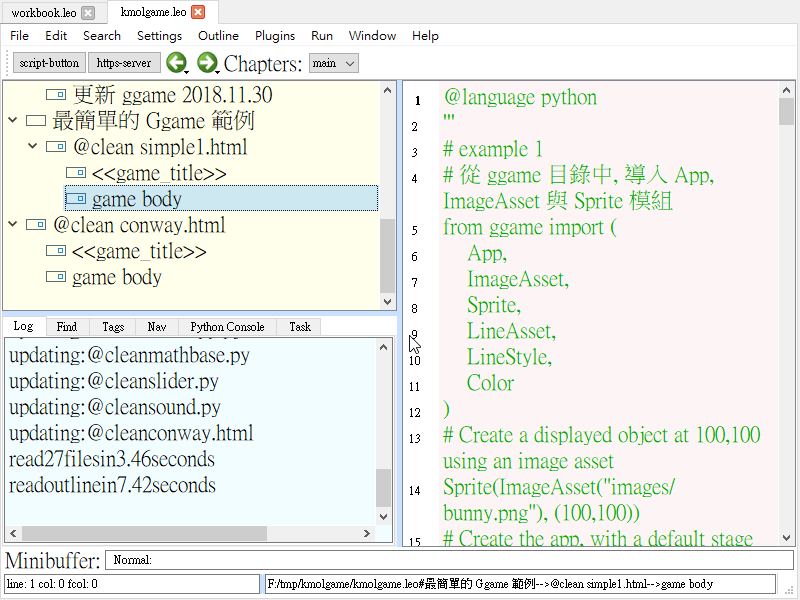 workbook.leo kmolgame.leo
File Edit Search Settings Outline Plugins Run Window Help
script-button https-server Chapters: main
更新 ggame 2018.11.30
最簡單的 Ggame 範例
@clean simple1.html
<<game_title>>
game body
@clean conway.html
<<game_title>>
game body
Log Find Tags Nav Python Console Task
updating:@cleanmathbase.py
updating:@cleanslider.py
updating:@cleansound.py
updating:@cleanconway.html
read27filesin3.46seconds
readoutlinein7.42seconds
1 @language python
2 '''
3 # example 1
4 # 從 ggame 目錄中, 導入 App,
ImageAsset 與 Sprite 模組
5 from ggame import (
6 App,
7 ImageAsset,
8 Sprite,
9 LineAsset,
10 LineStyle,
11 Color
12 )
13 # Create a displayed object at 100,100
using an image asset
14 Sprite(ImageAsset("images/
bunny.png"), (100,100))
15 # Create the app, with a default stage
Minibuffer: Normal:
line: 1 col: 0 fcol: 0 F:/tmp/kmolgame/kmolgame.leo#最簡單的 Ggame 範例-->@clean simple1.html-->game body